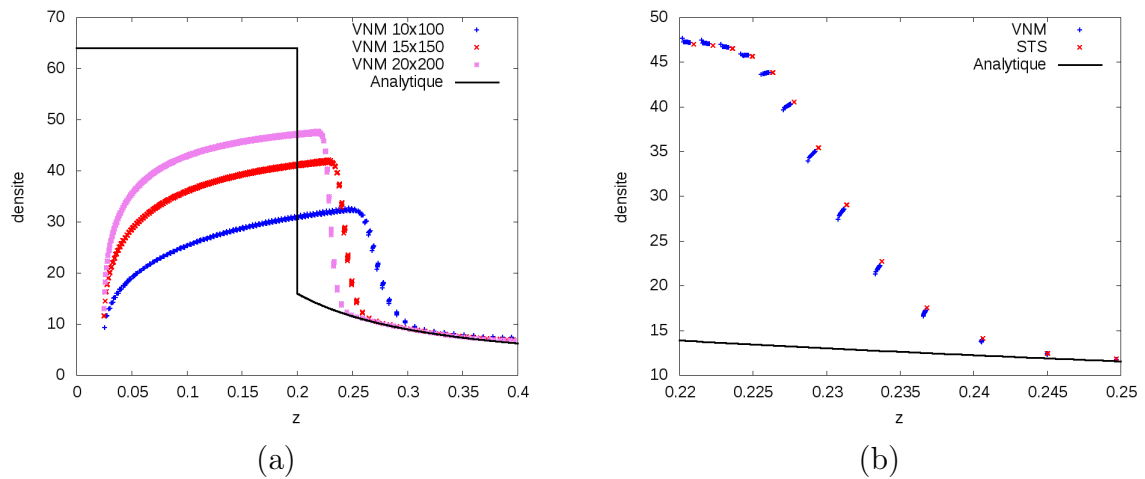 70
60
50
40
30
20
10
0
densite
0
0.05
0.1
0.15
0.2
0.25
0.3
0.35
0.4
z
VNM 10x100
VNM 15x150
VNM 20x200
Analytique
(a)
50
45
40
35
30
25
20
15
10
densite
0.22
0.225
0.23
0.235
0.24
0.245
0.25
z
VNM
STS
Analytique
(b)